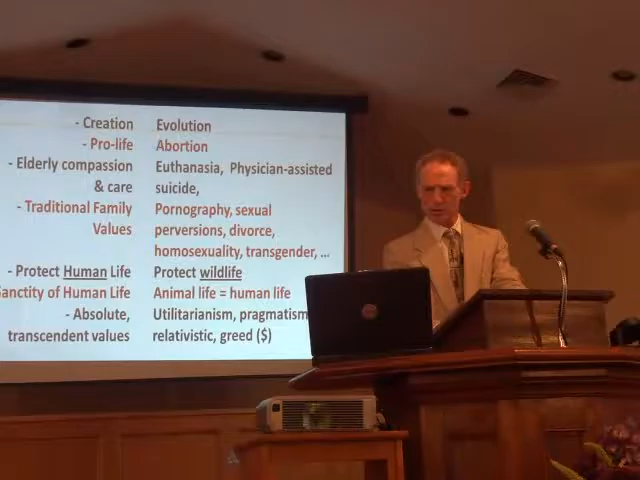 - Creation Evolution
- Pro-life Abortion
- Elderly compassion Euthanasia, Physician-assisted
& care suicide,
- Traditional Family Pornography, sexual
Values perversions, divorce,
homosexuality, transgender, ...
- Protect Human Life Protect wildlife
Sanctity of Human Life Animal life = human life
- Absolute, Utilitarianism, pragmatism
transcendent values relativistic, greed ($)